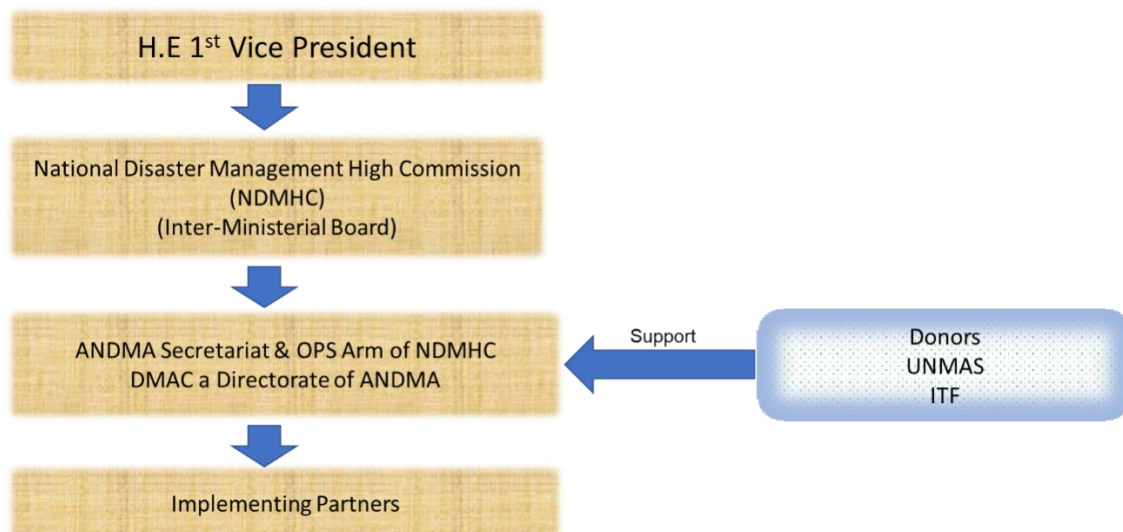 H.E 1st Vice President
National Disaster Management High Commission
(NDMHC)
(Inter-Ministerial Board)
ANDMA Secretariat & OPS Arm of NDMHC
DMAC a Directorate of ANDMA
Support
Donors
UNMAS
ITF
Implementing Partners